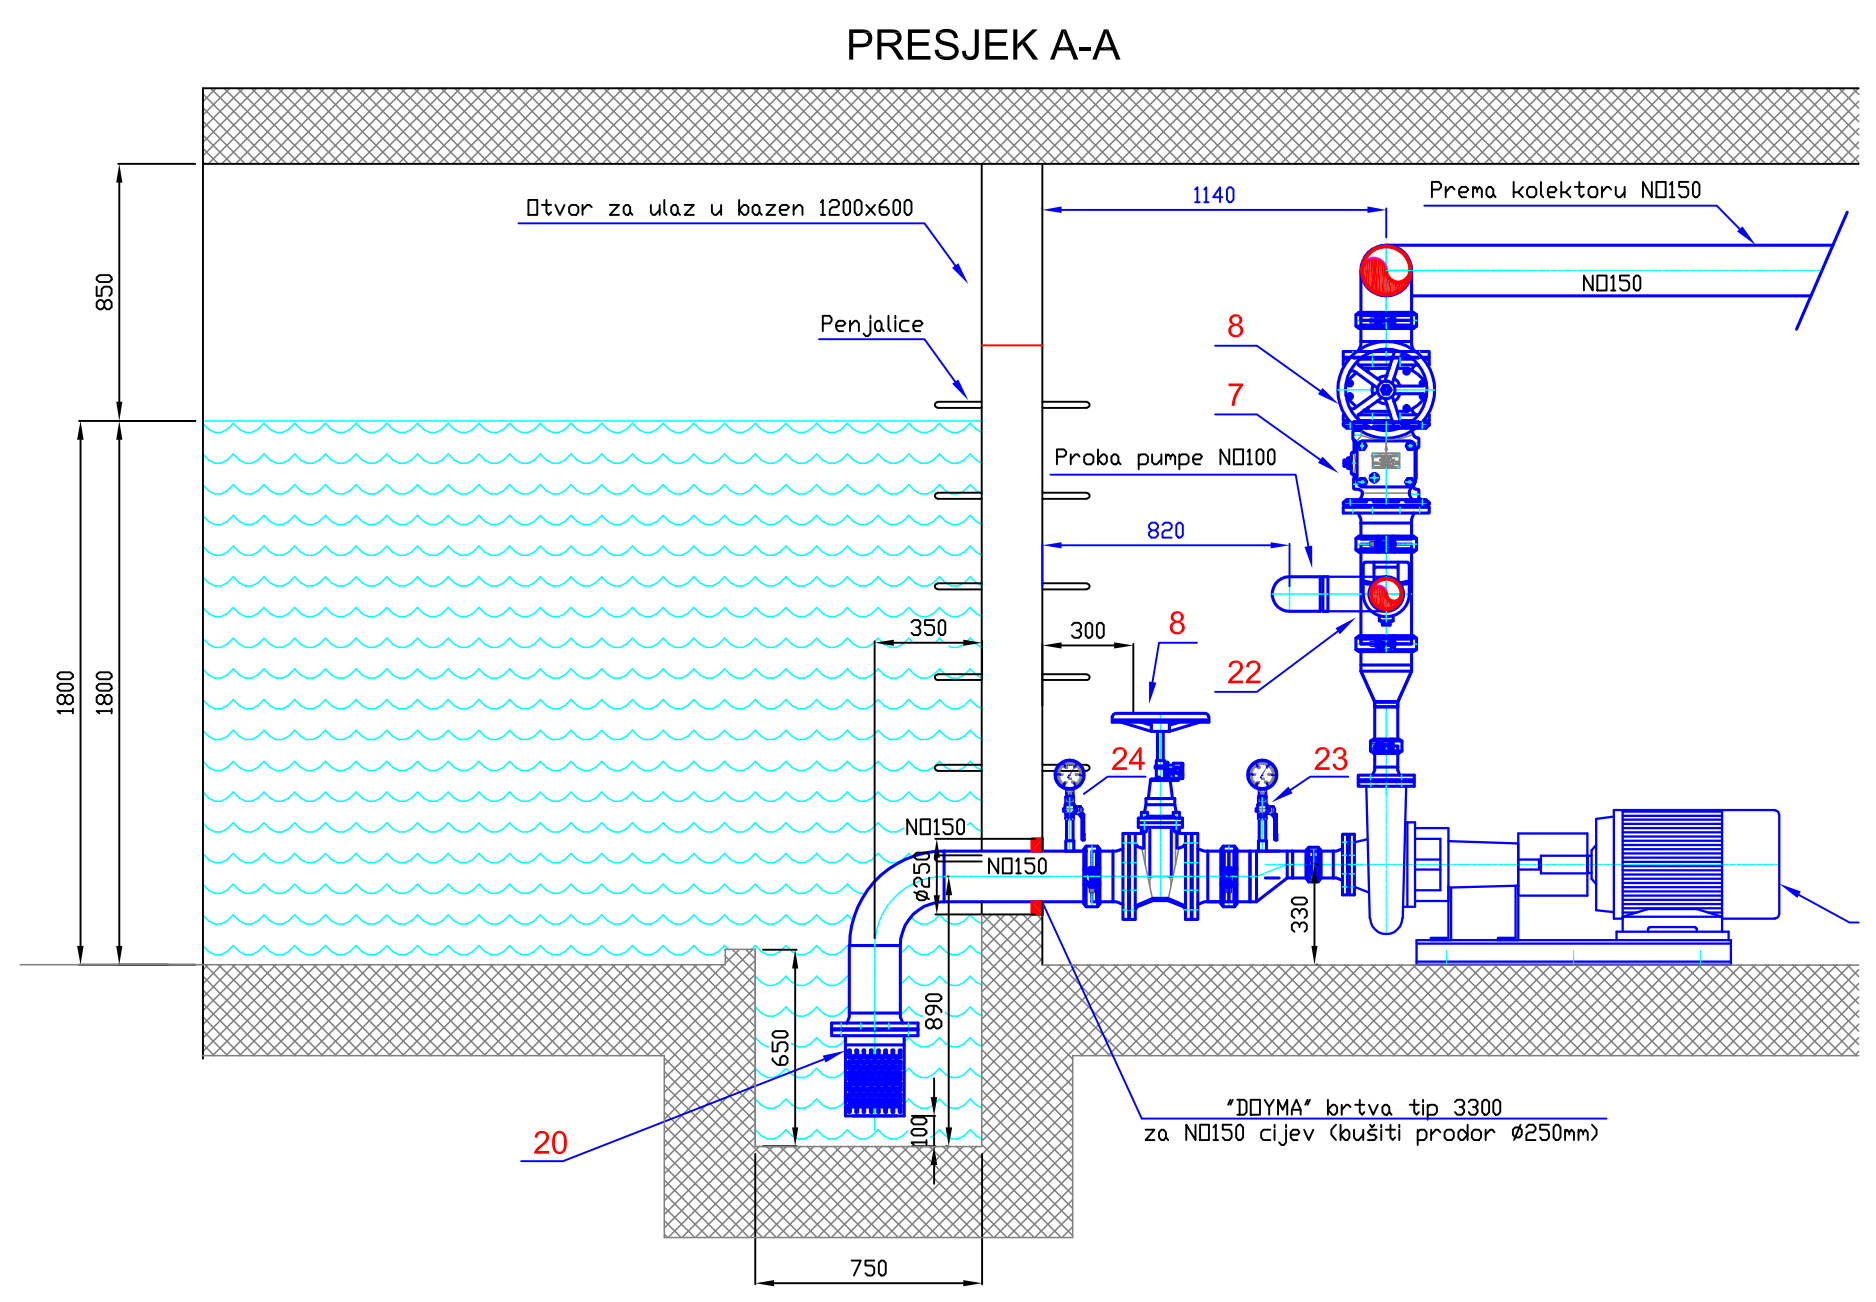 PRESJEK A-A
1140
Prema kolektoru NO150
Otvor za ulaz u bazen 1200x600
850
NO150
Penjalice
8
7
Proba pumpe NO100
820
350
300
8
22
1800
1800
24
23
NO150
NO150
Ø250
330
890
650
100
20
"DOYMA" brtva tip 3300
za NO150 cijev (bušiti prodor Ø250mm)
750